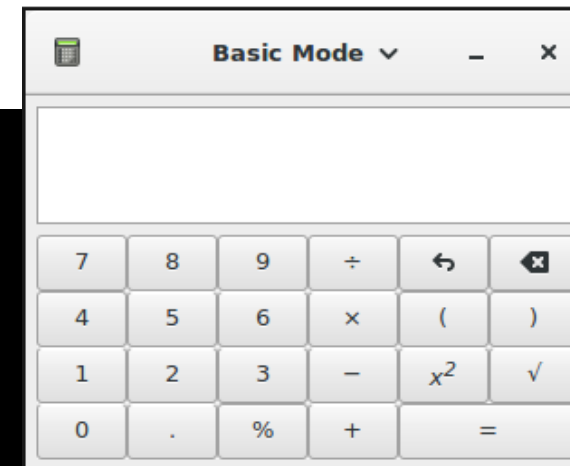 Basic Mode
7 8 9 ÷
4 5 6 × ( )
1 2 3 − x² √
0 . % + =